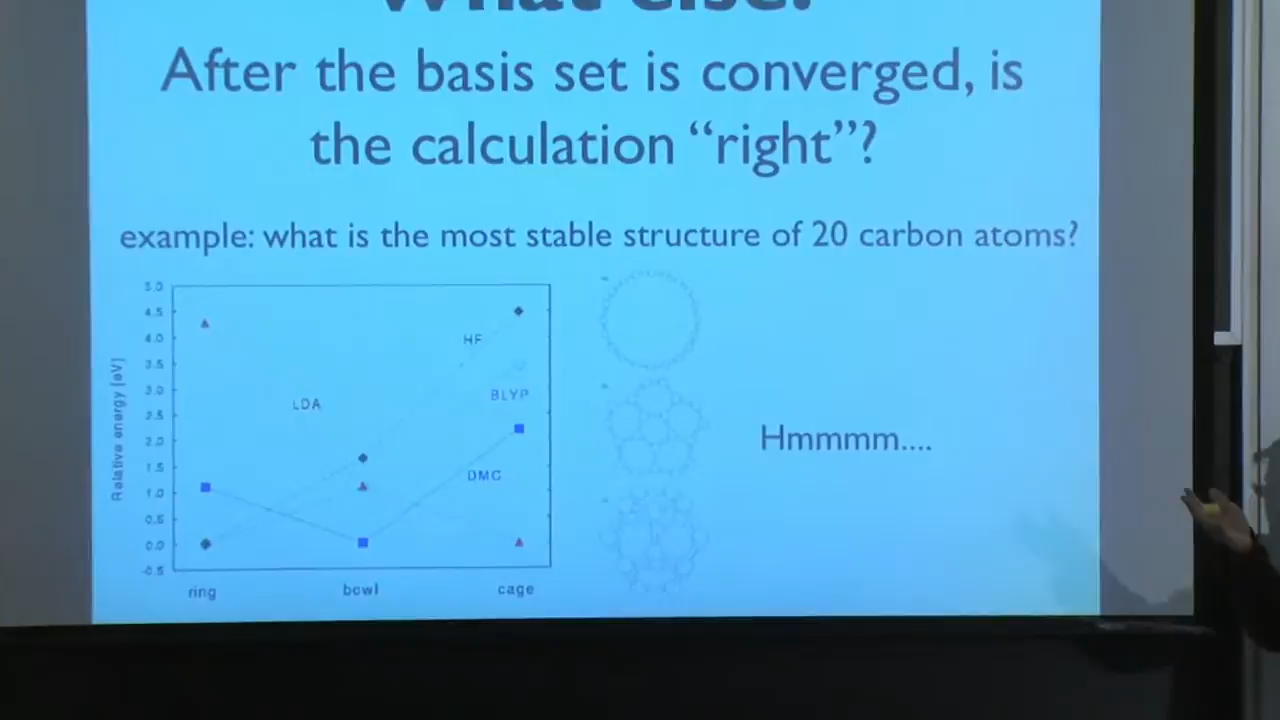 What else?
After the basis set is converged, is
the calculation “right”?
example: what is the most stable structure of 20 carbon atoms?
5.0
4.5
4.0
3.5
3.0
2.5
2.0
1.5
1.0
0.5
0.0
-0.5
Relative energy [eV]
HF
LDA
BLYP
DMC
ring
bowl
cage
Hmmmm....